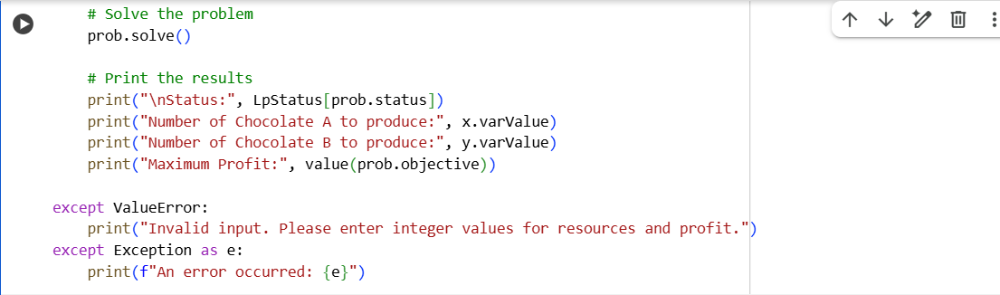 # Solve the problem
prob.solve()
# Print the results
print("\nStatus:", LpStatus[prob.status])
print("Number of Chocolate A to produce:", x.varValue)
print("Number of Chocolate B to produce:", y.varValue)
print("Maximum Profit:", value(prob.objective))
except ValueError:
print("Invalid input. Please enter integer values for resources and profit.")
except Exception as e:
print(f"An error occurred: {e}")